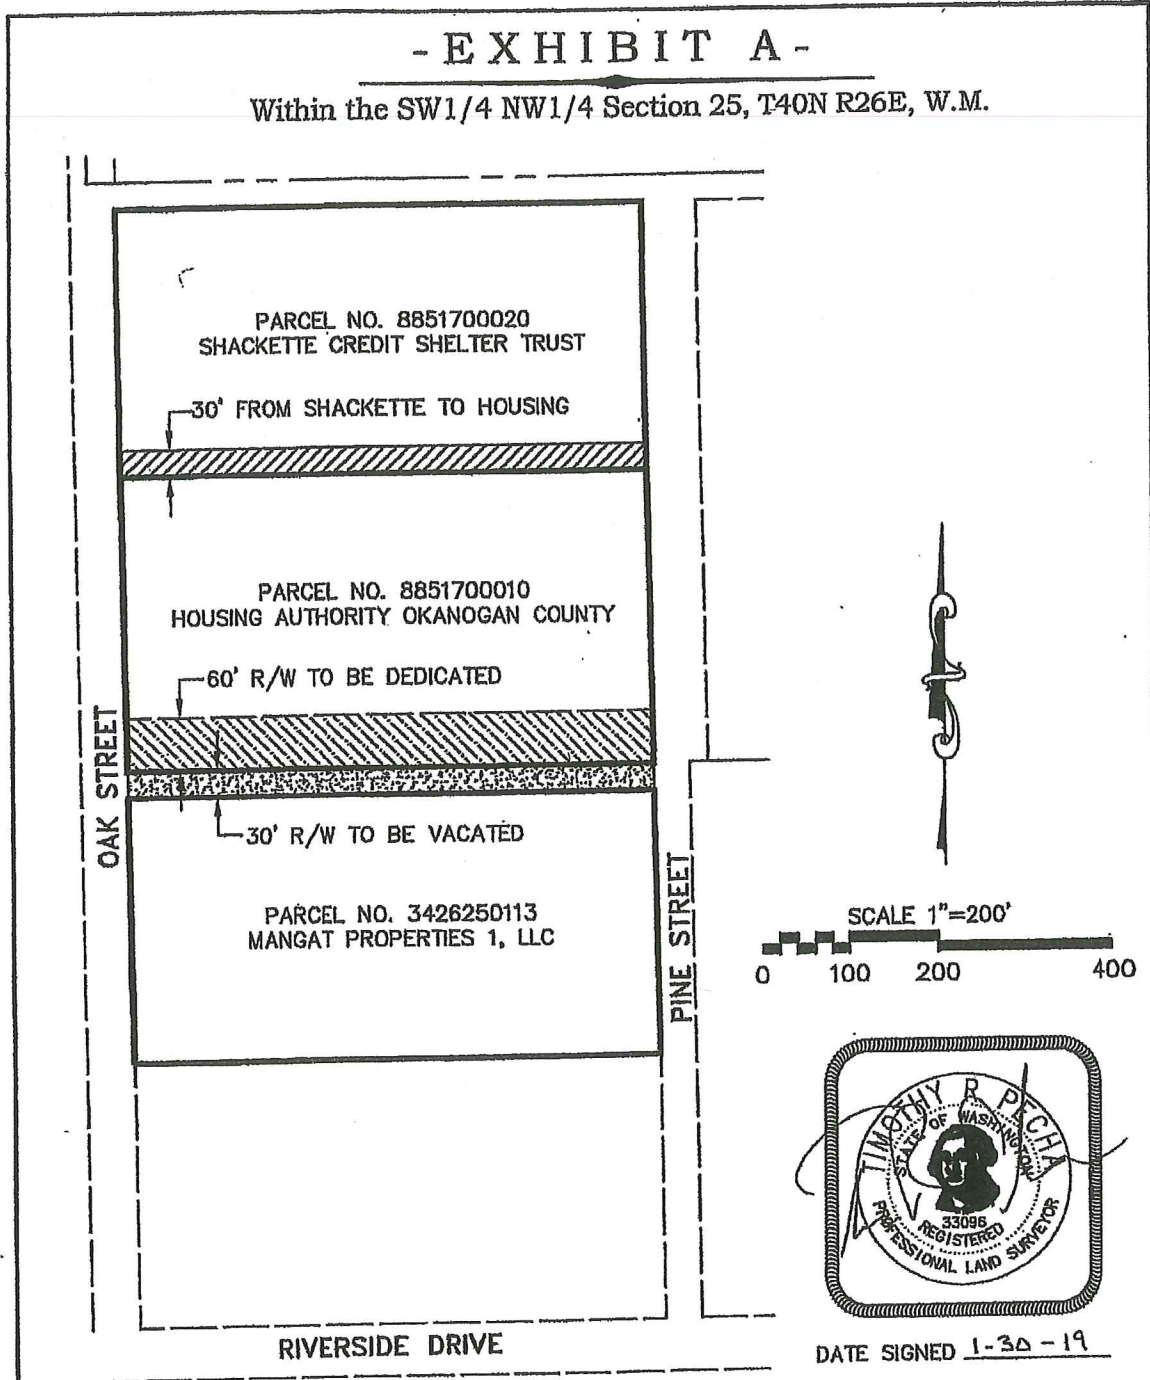 -EXHIBIT A-
Within the SW1/4 NW1/4 Section 25, T40N R26E, W.M.
PARCEL NO. 8851700020
SHACKETTE CREDIT SHELTER TRUST
30' FROM SHACKETTE TO HOUSING
PARCEL NO. 8851700010
HOUSING AUTHORITY OKANOGAN COUNTY
60' R/W TO BE DEDICATED
OAK STREET
30' R/W TO BE VACATED
PARCEL NO. 3426250113
MANGAT PROPERTIES 1, LLC
PINE STREET
SCALE 1"=200'
0 100 200 400
TIMOTHY R. PECHA
STATE OF WASHINGTON
33096
REGISTERED
PROFESSIONAL LAND SURVEYOR
RIVERSIDE DRIVE
DATE SIGNED 1-30-19